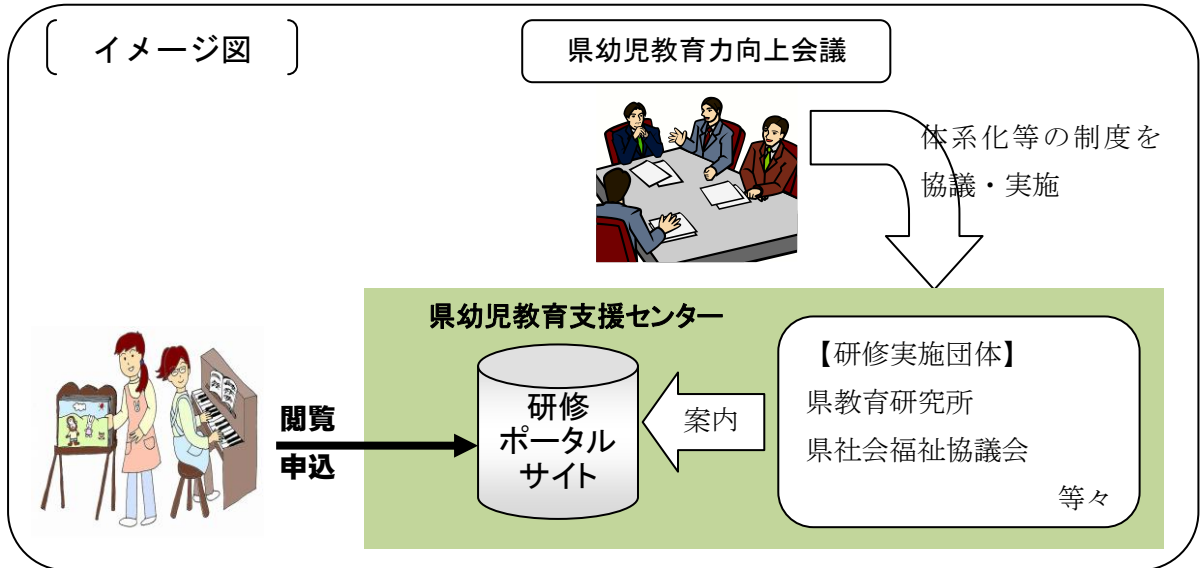 イメージ図
県幼児教育力向上会議
体系化等の制度を
協議・実施
県幼児教育支援センター
【研修実施団体】
県教育研究所
県社会福祉協議会
等々
案内
研修
ポータル
サイト
閲覧
申込